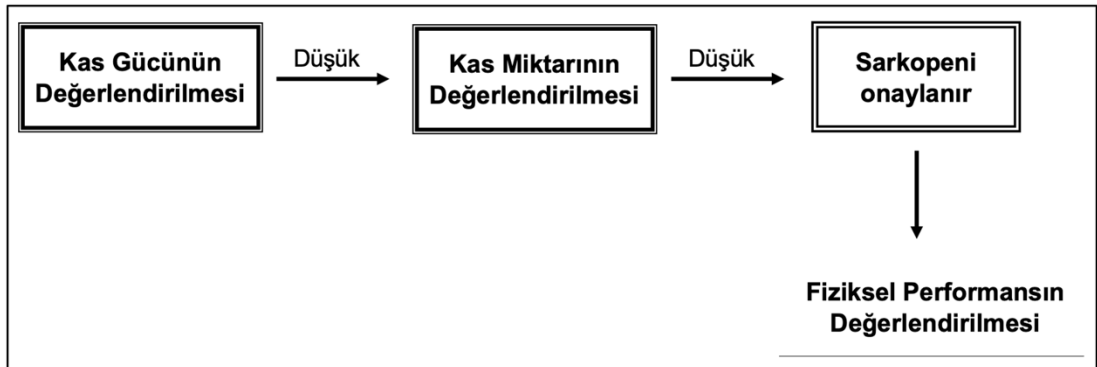 Kas Gücünün
Değerlendirilmesi
Düşük
Kas Miktarının
Değerlendirilmesi
Düşük
Sarkopeni
onaylanır
Fiziksel Performansın
Değerlendirilmesi